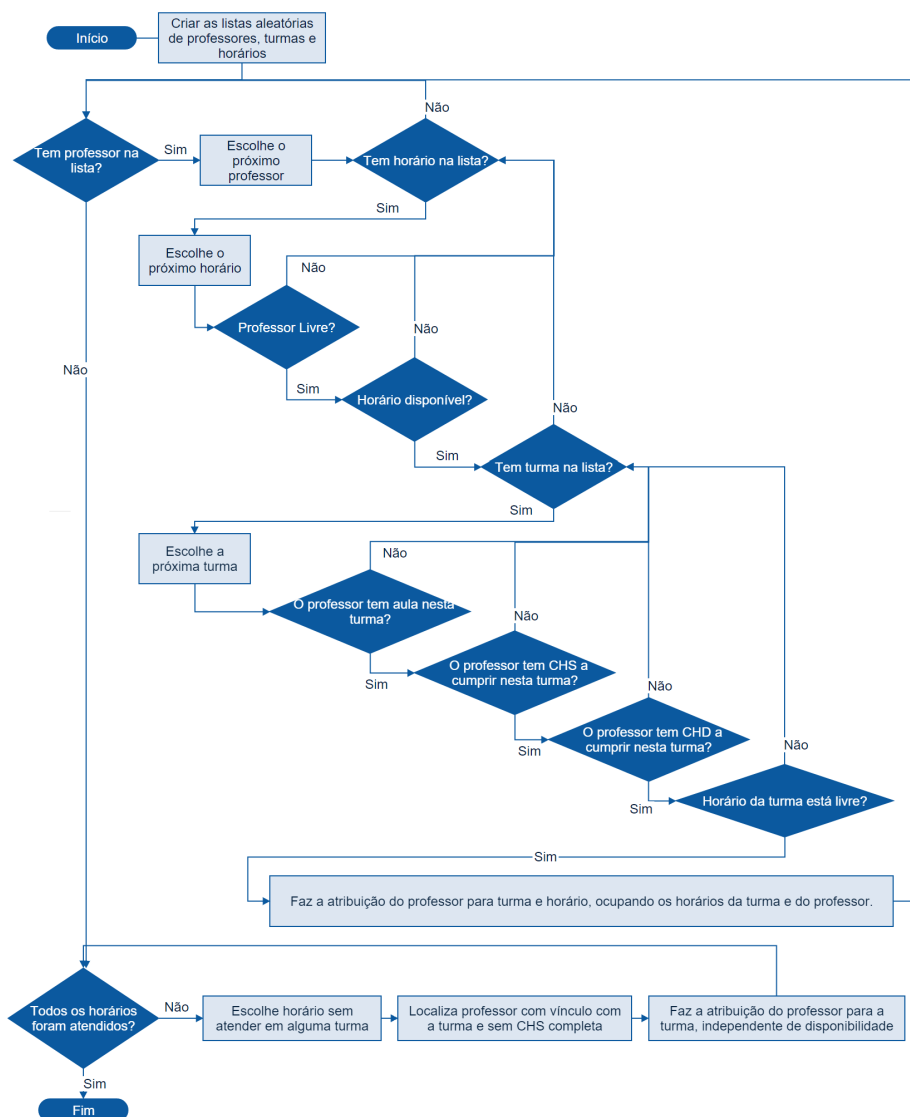 Início
Criar as listas aleatórias
de professores, turmas e
horários
Não
Tem professor na
lista?
Sim
Escolhe o
próximo
professor
Tem horário na lista?
Sim
Escolhe o
próximo horário
Não
Professor Livre?
Não
Não
Sim
Horário disponível?
Não
Sim
Tem turma na lista?
Sim
Escolhe a
próxima turma
Não
O professor tem aula nesta
turma?
Não
Sim
O professor tem CHS a
cumprir nesta turma?
Não
Sim
O professor tem CHD a
cumprir nesta turma?
Não
Sim
Horário da turma está livre?
Sim
Faz a atribuição do professor para turma e horário, ocupando os horários da turma e do professor.
Todos os horários
foram atendidos?
Não
Escolhe horário sem
atender em alguma turma
Localiza professor com vínculo com
a turma e sem CHS completa
Faz a atribuição do professor para a
turma, independente de disponibilidade
Sim
Fim